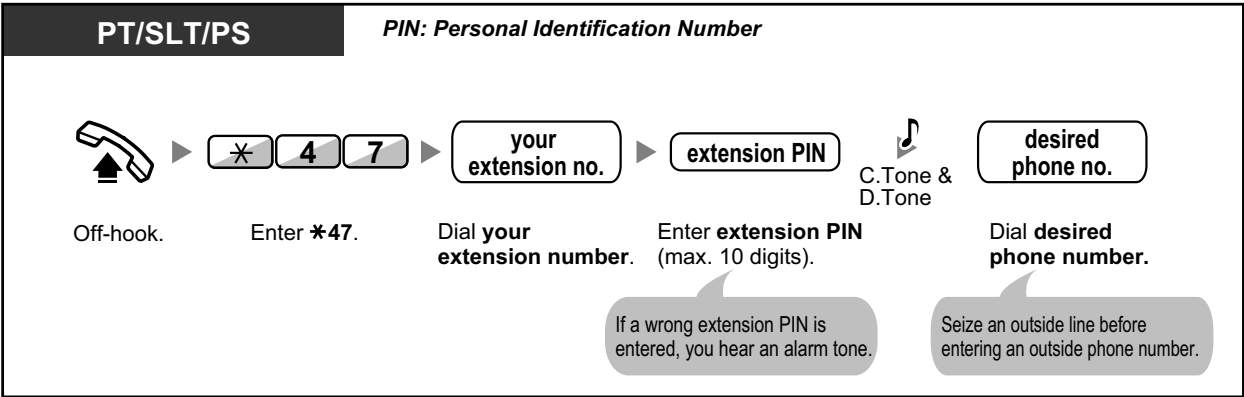 PT/SLT/PS
PIN: Personal Identification Number
✳ 4 7
your
extension no.
extension PIN
C.Tone &
D.Tone
desired
phone no.
Off-hook.
Enter ✳47.
Dial your
extension number.
Enter extension PIN
(max. 10 digits).
Dial desired
phone number.
If a wrong extension PIN is
entered, you hear an alarm tone.
Seize an outside line before
entering an outside phone number.